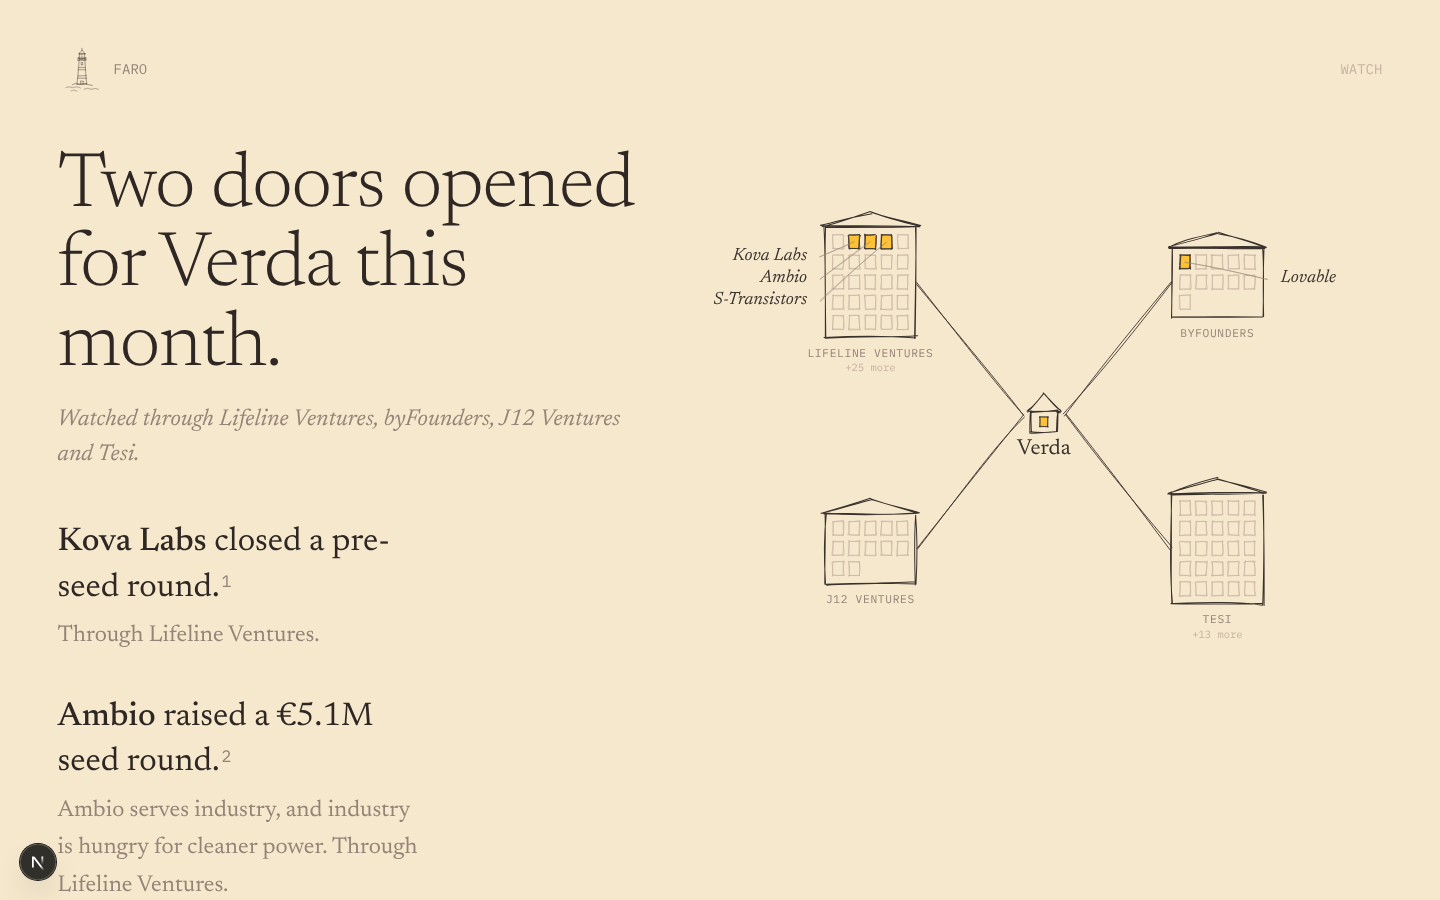 FARO
WATCH
Two doors opened
for Verda this
month.
Watched through Lifeline Ventures, byFounders, J12 Ventures
and Tesi.
Kova Labs closed a pre-
seed round.1
Through Lifeline Ventures.
Ambio raised a €5.1M
seed round.2
Ambio serves industry, and industry
is hungry for cleaner power. Through
Lifeline Ventures.
N
Kova Labs
Ambio
S-Transistors
LIFELINE VENTURES
+25 more
Lovable
BYFOUNDERS
Verda
J12 VENTURES
TESI
+13 more